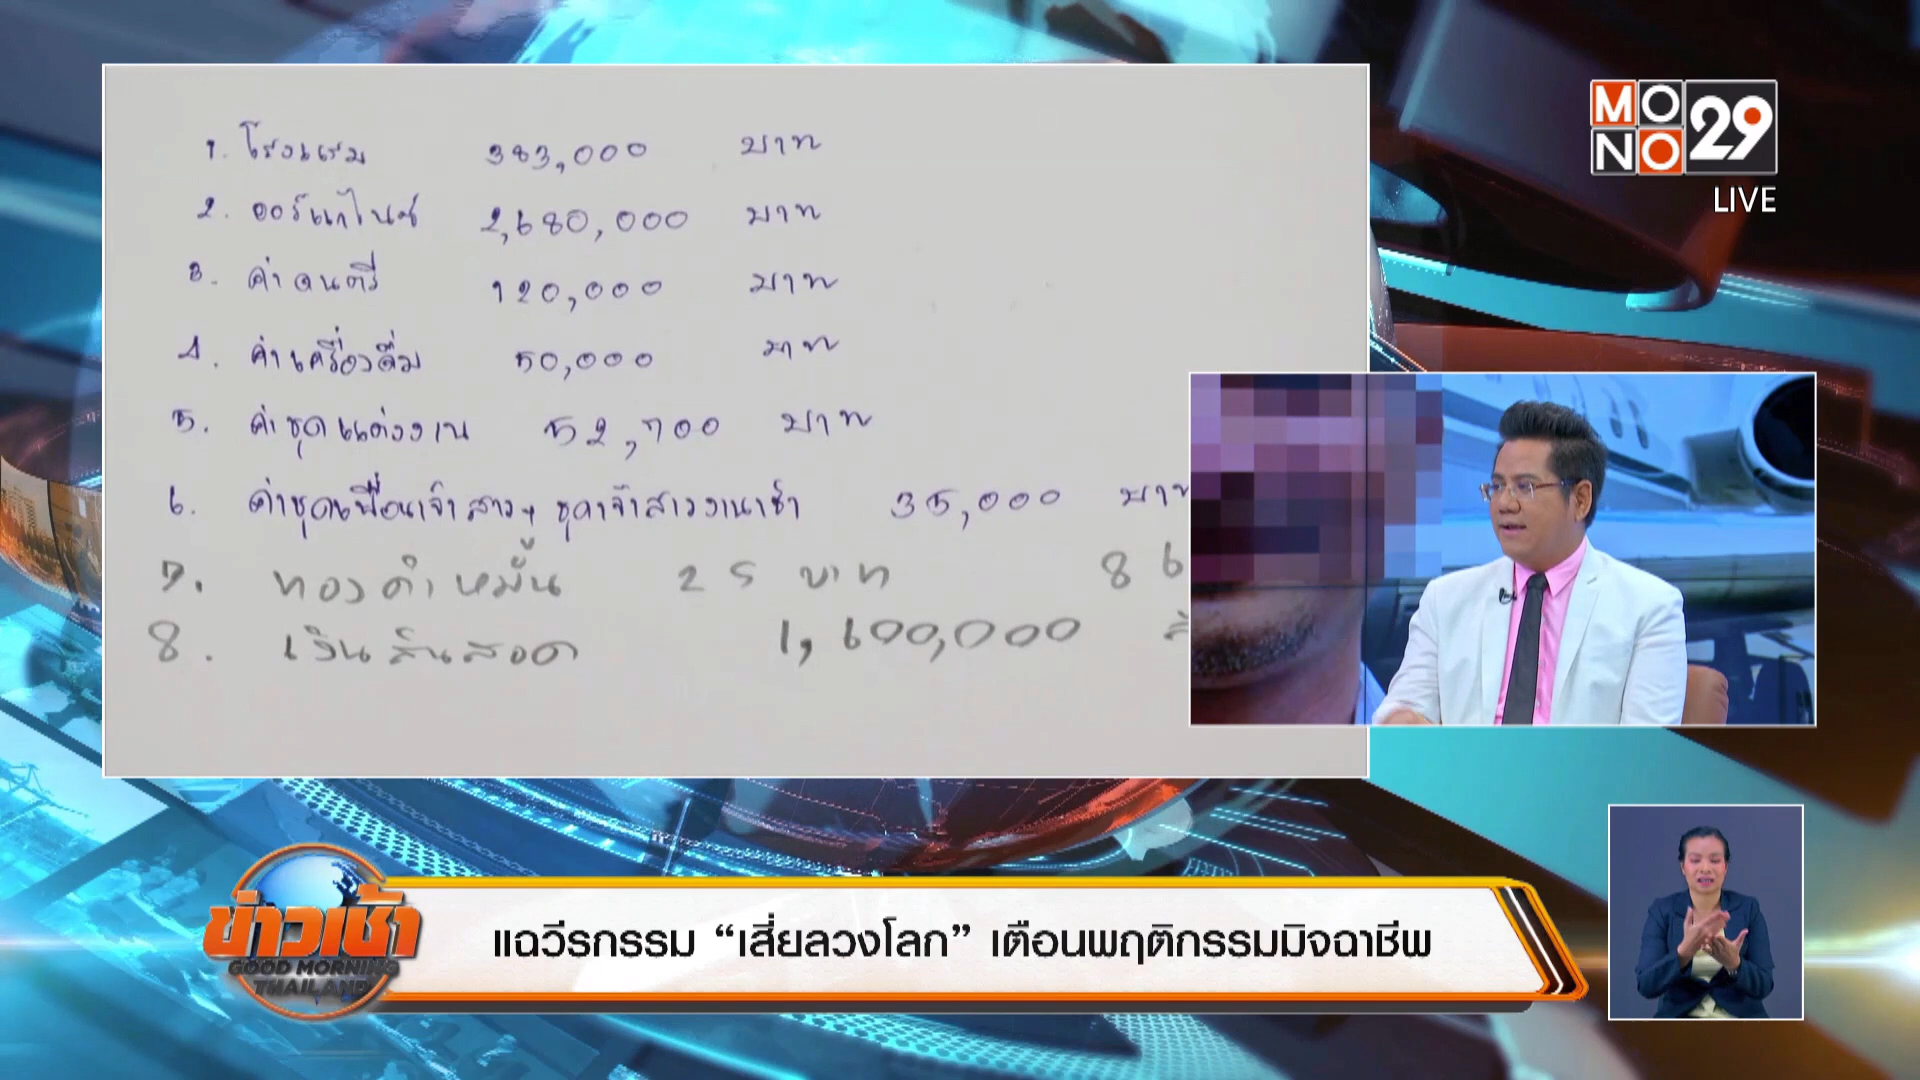 1. โรงแรม 383,000 บาท
2. ออร์แกไนซ์ 2,680,000 บาท
3. ค่าดนตรี 120,000 บาท
4. ค่าเครื่องดื่ม 50,000 บาท
5. ค่าชุดแต่งงาน 52,700 บาท
6. ค่าชุดเพื่อนเจ้าสาวฯ ชุดเจ้าสาวงานเช้า 35,000 บาท
7. ทองคำหมั้น 25 บาท 86
8. เงินสินสอด 1,600,000
MONO 29
LIVE
ข่าวเช้า
GOOD MORNING
THAILAND
แฉวีรกรรม “เสี่ยลวงโลก” เตือนพฤติกรรมมิจฉาชีพ